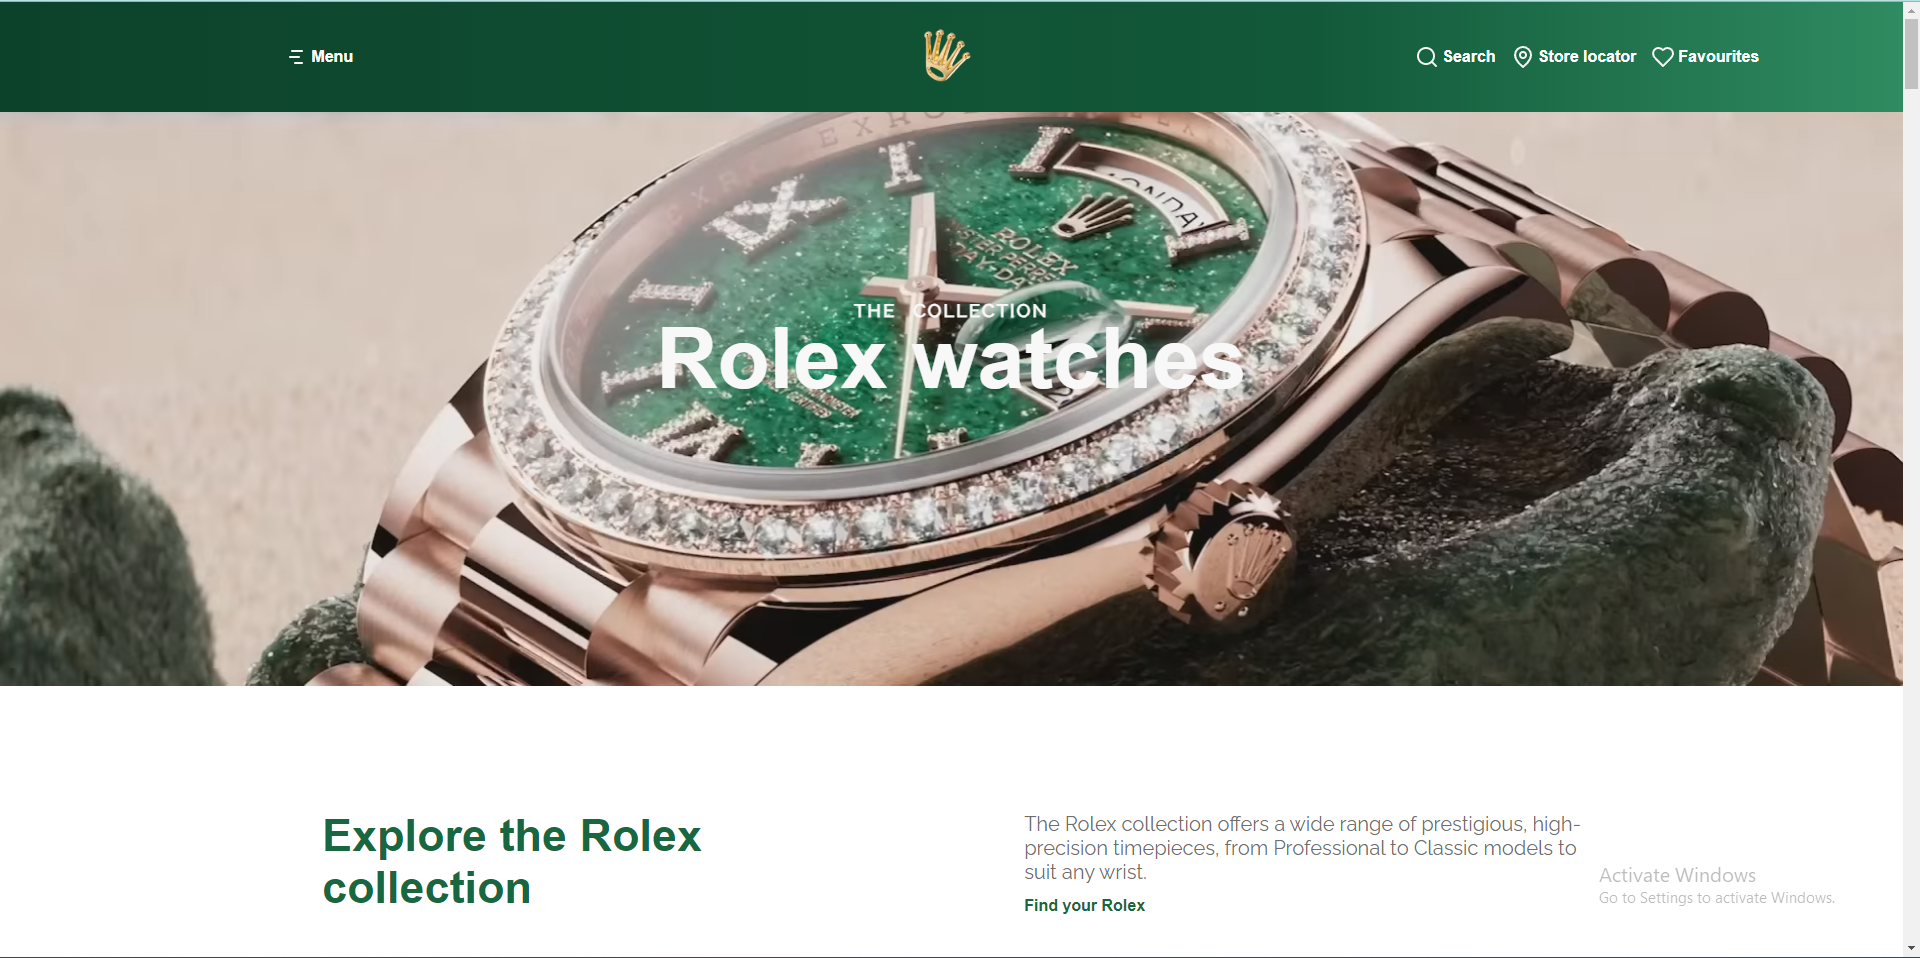 Menu
Search
Store locator
Favourites
MONDAY
ROLEX
THE COLLECTION
Rolex watches
Explore the Rolex
collection
The Rolex collection offers a wide range of prestigious, high-
precision timepieces, from Professional to Classic models to
suit any wrist.
Find your Rolex
Activate Windows
Go to Settings to activate Windows.